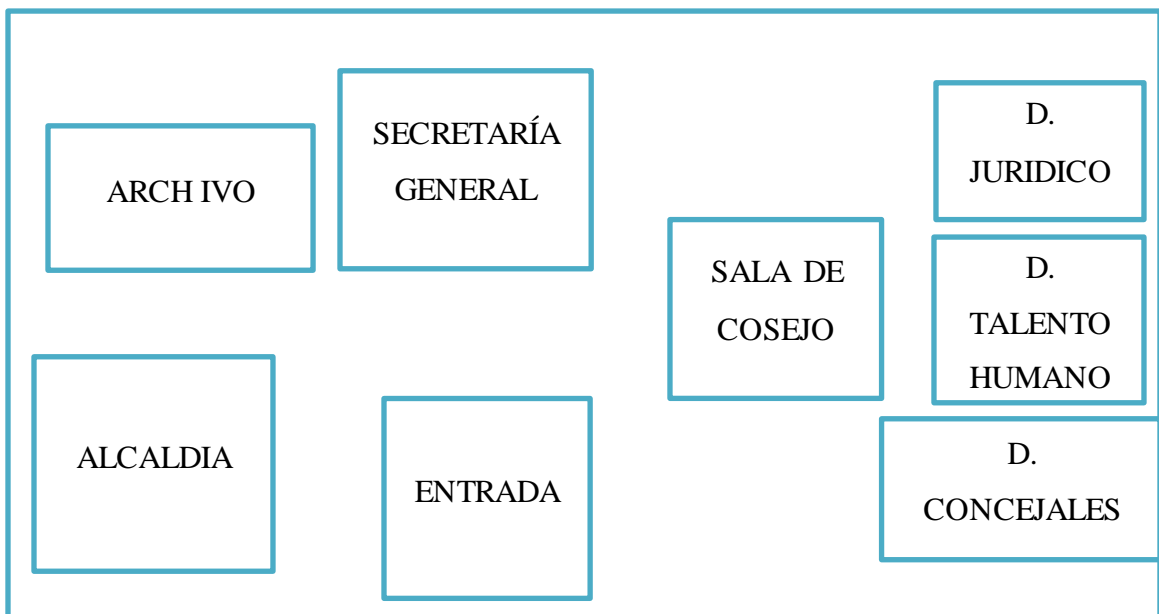 ARCH IVO
SECRETARÍA
GENERAL
SALA DE
COSEJO
D.
JURIDICO
D.
TALENTO
HUMANO
ALCALDIA
ENTRADA
D.
CONCEJALES